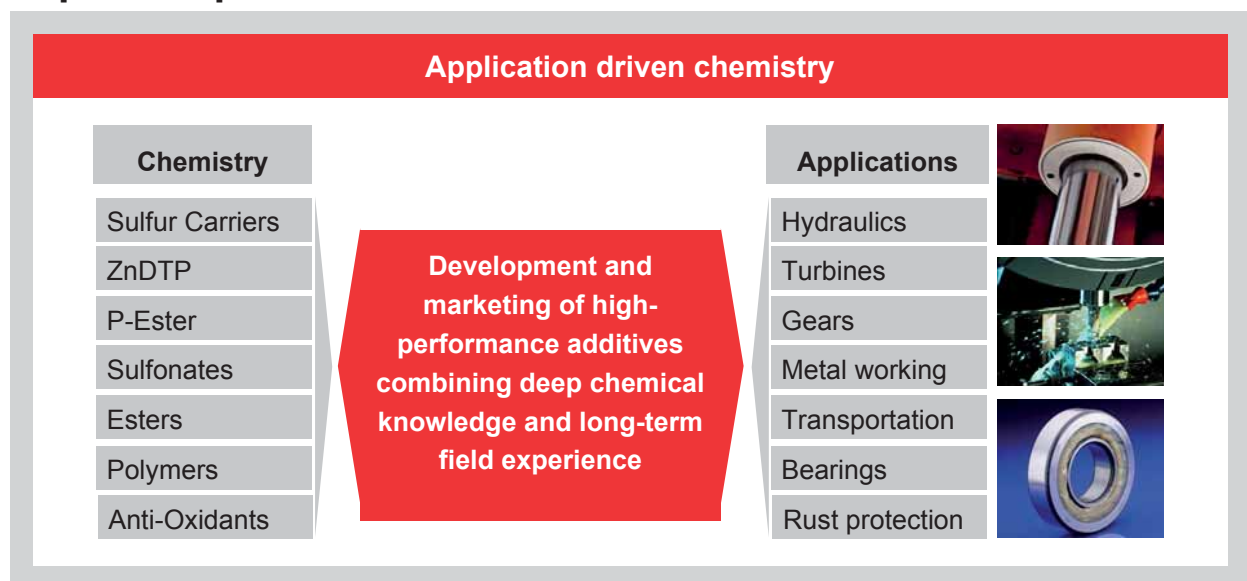 Application driven chemistry
Chemistry
Sulfur Carriers
ZnDTP
P-Ester
Sulfonates
Esters
Polymers
Anti-Oxidants
Development and
marketing of high-
performance additives
combining deep chemical
knowledge and long-term
field experience
Applications
Hydraulics
Turbines
Gears
Metal working
Transportation
Bearings
Rust protection